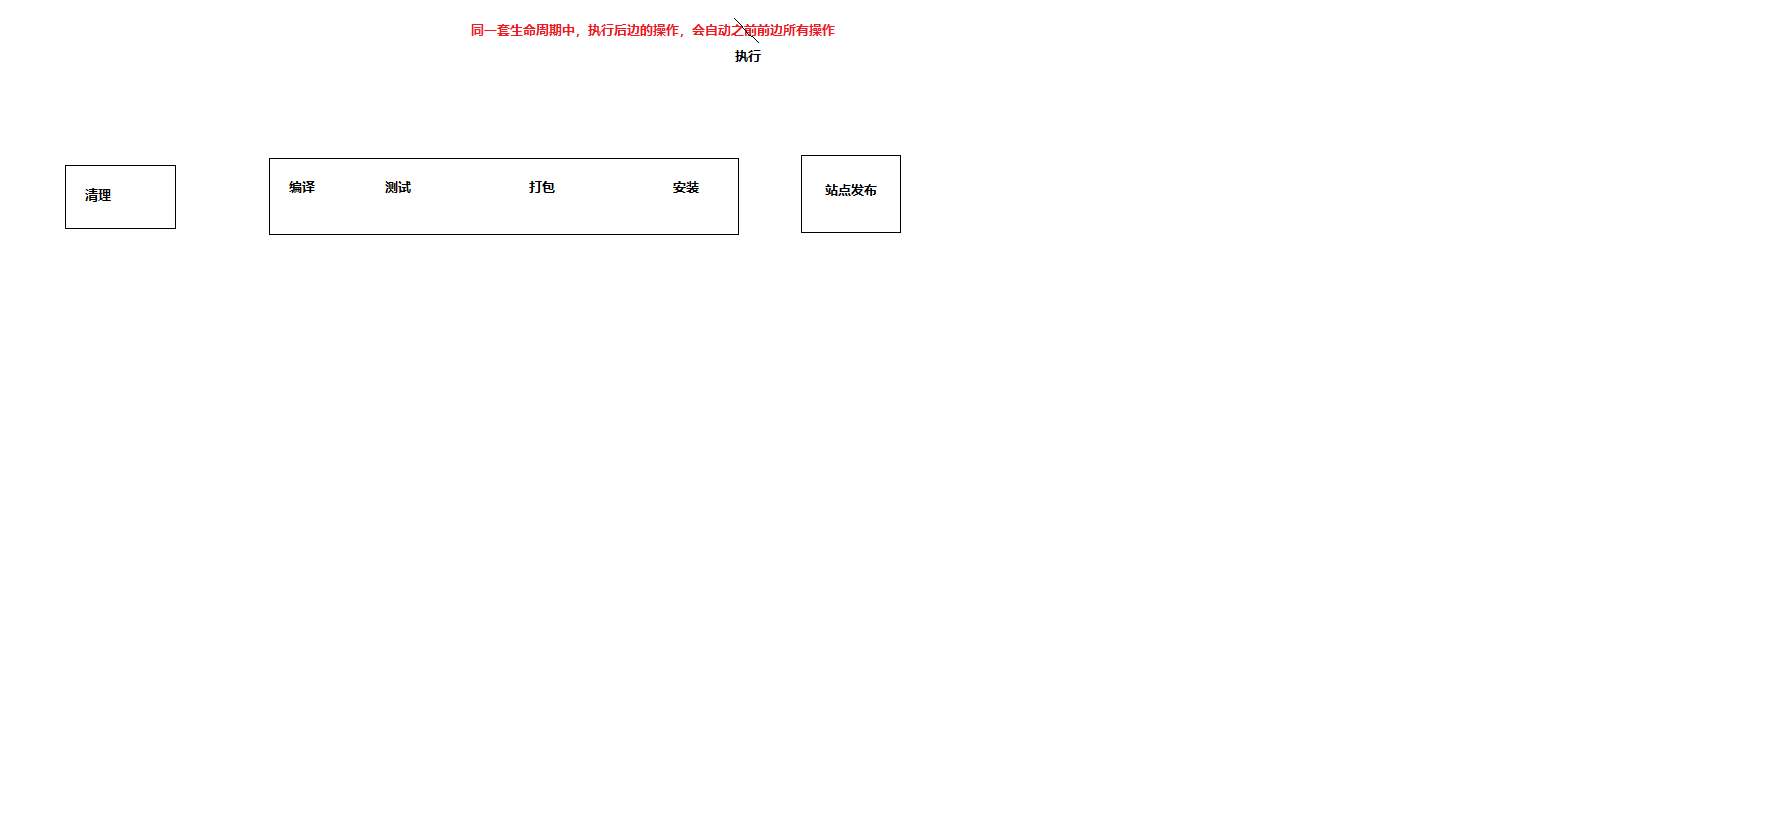 同一套生命周期中，执行后边的操作，会自动之前前边所有操作
执行
清理
编译 测试 打包 安装
站点发布